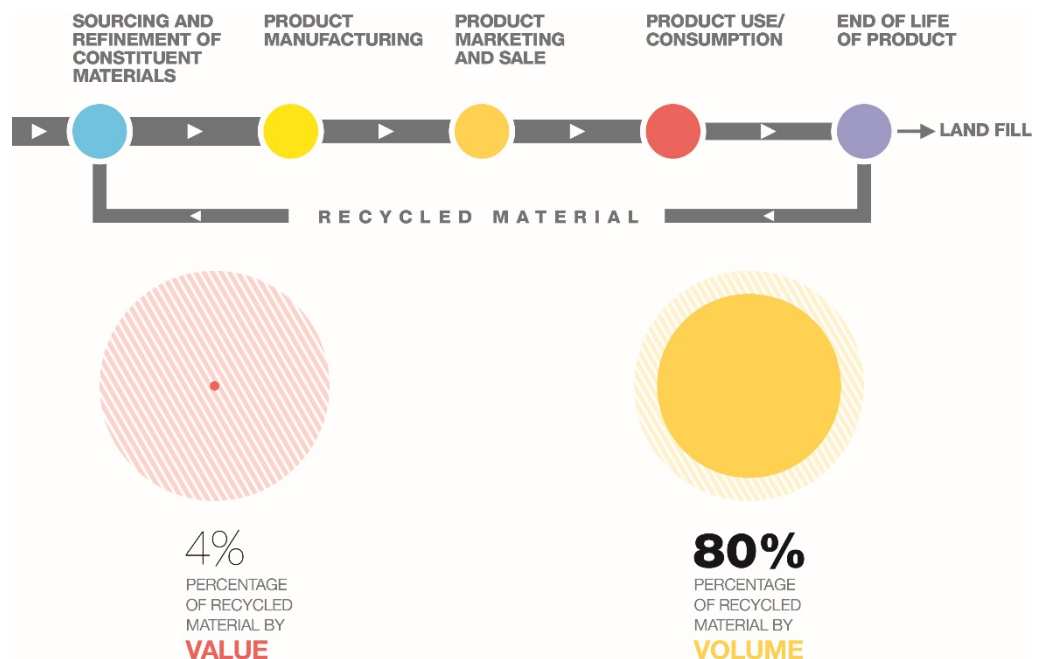 SOURCING AND
REFINEMENT OF
CONSTITUENT
MATERIALS
PRODUCT
MANUFACTURING
PRODUCT
MARKETING
AND SALE
PRODUCT USE/
CONSUMPTION
END OF LIFE
OF PRODUCT
LAND FILL
RECYCLED MATERIAL
4%
PERCENTAGE
OF RECYCLED
MATERIAL BY
VALUE
80%
PERCENTAGE
OF RECYCLED
MATERIAL BY
VOLUME